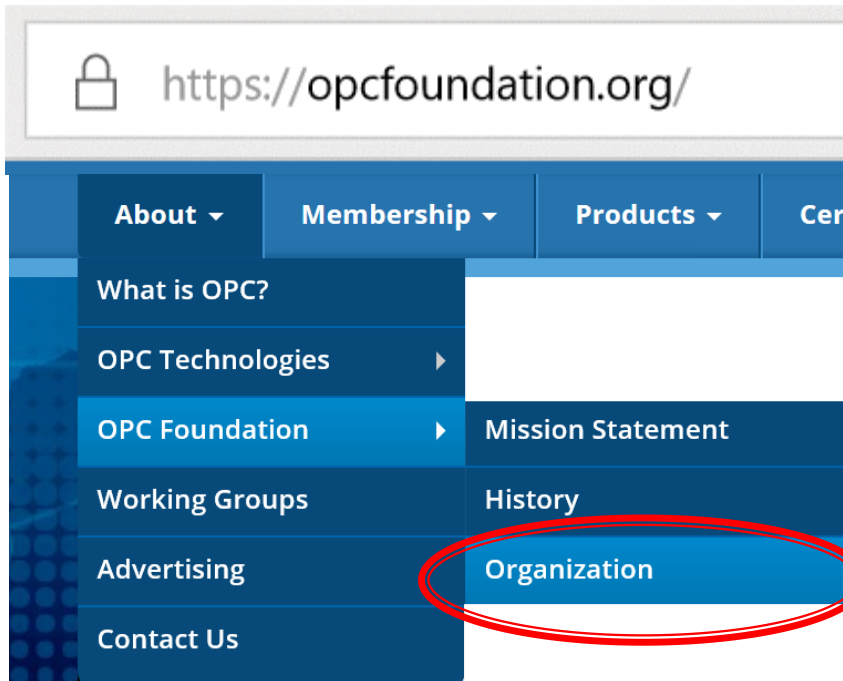 https://opcfoundation.org/
About Membership Products Cer
What is OPC?
OPC Technologies
OPC Foundation Mission Statement
Working Groups History
Advertising Organization
Contact Us